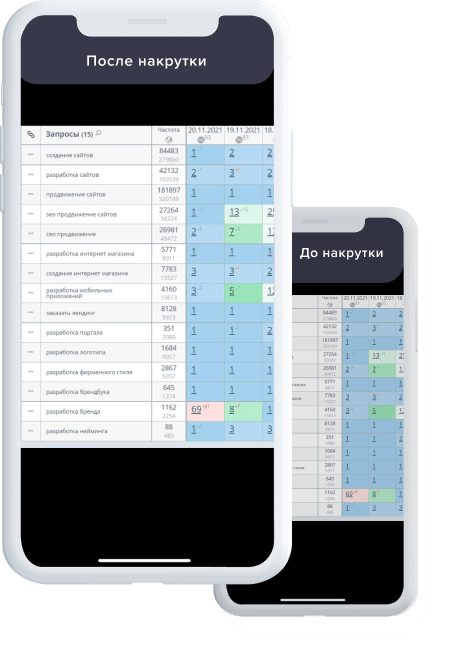 После накрутки
Запросы (15) Частота 20.11.2021 19.11.2021 18.
создание сайтов 84483 1 2 2
279860
разработка сайтов 42132 2 3 2
103539
продвижение сайтов 181897 1 1 1
320189
seo продвижение сайтов 27264 1 13
50324
сео продвижение 26981 2 7
49472
разработка интернет магазина 5771 1 1 1
8011
создание интернет магазина 7783 3 3 2
15527
разработка мобильных 4160 3 5 12
приложений 15613
заказать лендинг 8128 1 1 1
9973
разработка портала 351 1 1 2
2089
разработка логотипа 1684 1 1 1
9057
разработка фирменного стиля 2867 1 1 1
5057
разработка брендбука 645 1 1 1
1374
разработка бренда 1162 69 8 1
2254
разработка нейминга 88 1 3 3
485
До накрутки
Частота 20.11.2021 19.11.2021 18.
84483 1 2 2
42132 2 3 2
181897 1 1 1
27264 1 13
26981 2 7
5771 1 1 1
7783 3 3 2
4160 3 5 12
8128 1 1 1
351 1 1 2
1684 1 1 1
2867 1 1 1
645 1 1 1
1162 69 8 1
88 1 3 3